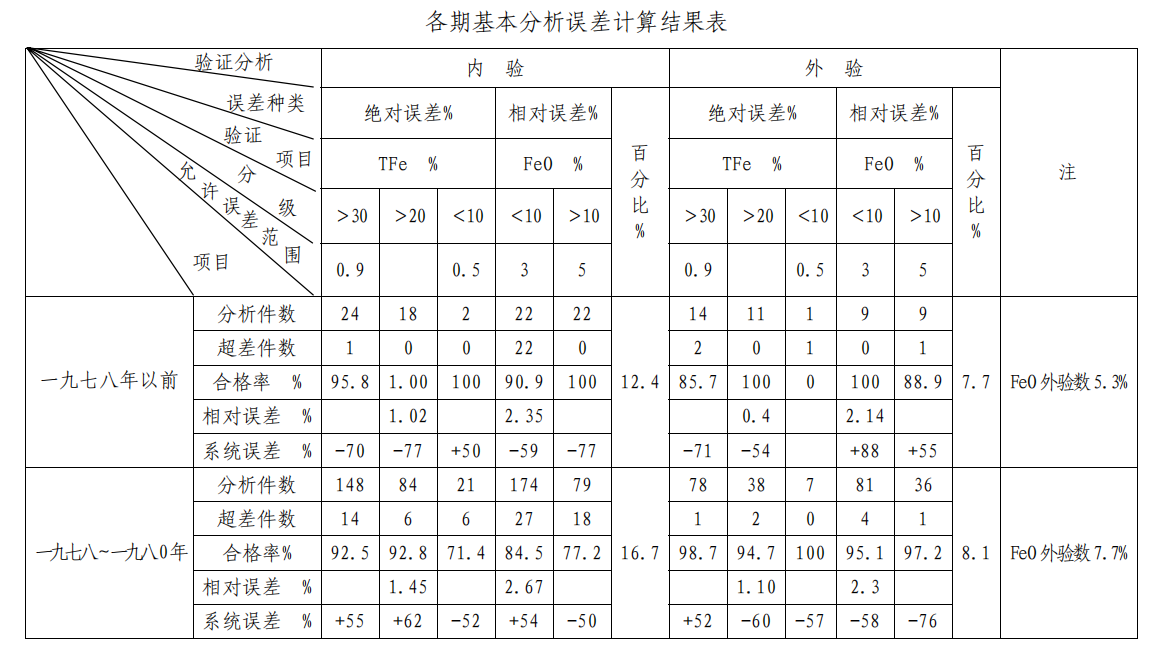 各期基本分析误差计算结果表
验证分析 内 验 外 验
误差种类 绝对误差% 相对误差% 百分比% 绝对误差% 相对误差% 百分比% 注
验证项目 TFe % FeO % TFe % FeO %
分级 >30 >20 <10 <10 >10 >30 >20 <10 <10 >10
允许误差范围 0.9 0.5 3 5 0.9 0.5 3 5
项目
一九七八年以前 12.4 7.7 FeO外验数5.3%
分析件数 24 18 2 22 22 14 11 1 9 9
超差件数 1 0 0 22 0 2 0 1 0 1
合格率 % 95.8 1.00 100 90.9 100 85.7 100 0 100 88.9
相对误差 % 1.02 2.35 0.4 2.14
系统误差 % -70 -77 +50 -59 -77 -71 -54 +88 +55
一九七八~一九八0年 16.7 8.1 FeO外验数7.7%
分析件数 148 84 21 174 79 78 38 7 81 36
超差件数 14 6 6 27 18 1 2 0 4 1
合格率% 92.5 92.8 71.4 84.5 77.2 98.7 94.7 100 95.1 97.2
相对误差 % 1.45 2.67 1.10 2.3
系统误差 % +55 +62 -52 +54 -50 +52 -60 -57 -58 -76